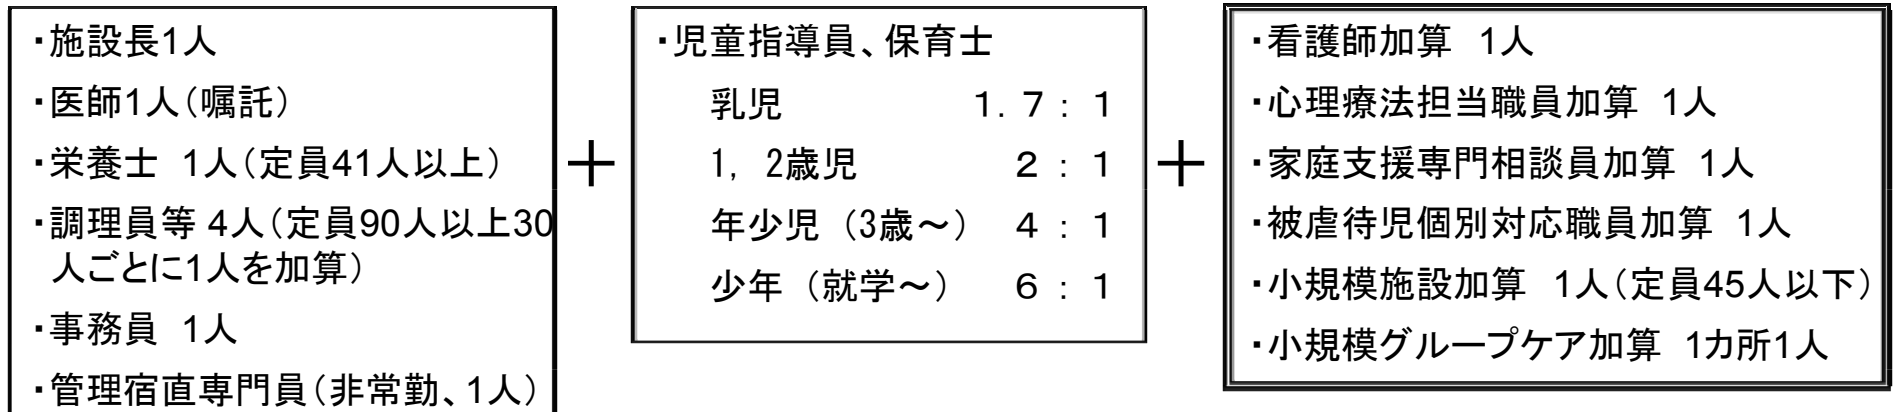 ・施設長1人
・医師1人（嘱託）
・栄養士 1人（定員41人以上）
・調理員等 4人（定員90人以上30
人ごとに1人を加算）
・事務員 1人
・管理宿直専門員（非常勤、1人）
＋
・児童指導員、保育士
乳児 1．7：1
1，2歳児 2：1
年少児（3歳～） 4：1
少年（就学～） 6：1
＋
・看護師加算 1人
・心理療法担当職員加算 1人
・家庭支援専門相談員加算 1人
・被虐待児個別対応職員加算 1人
・小規模施設加算 1人（定員45人以下）
・小規模グループケア加算 1カ所1人